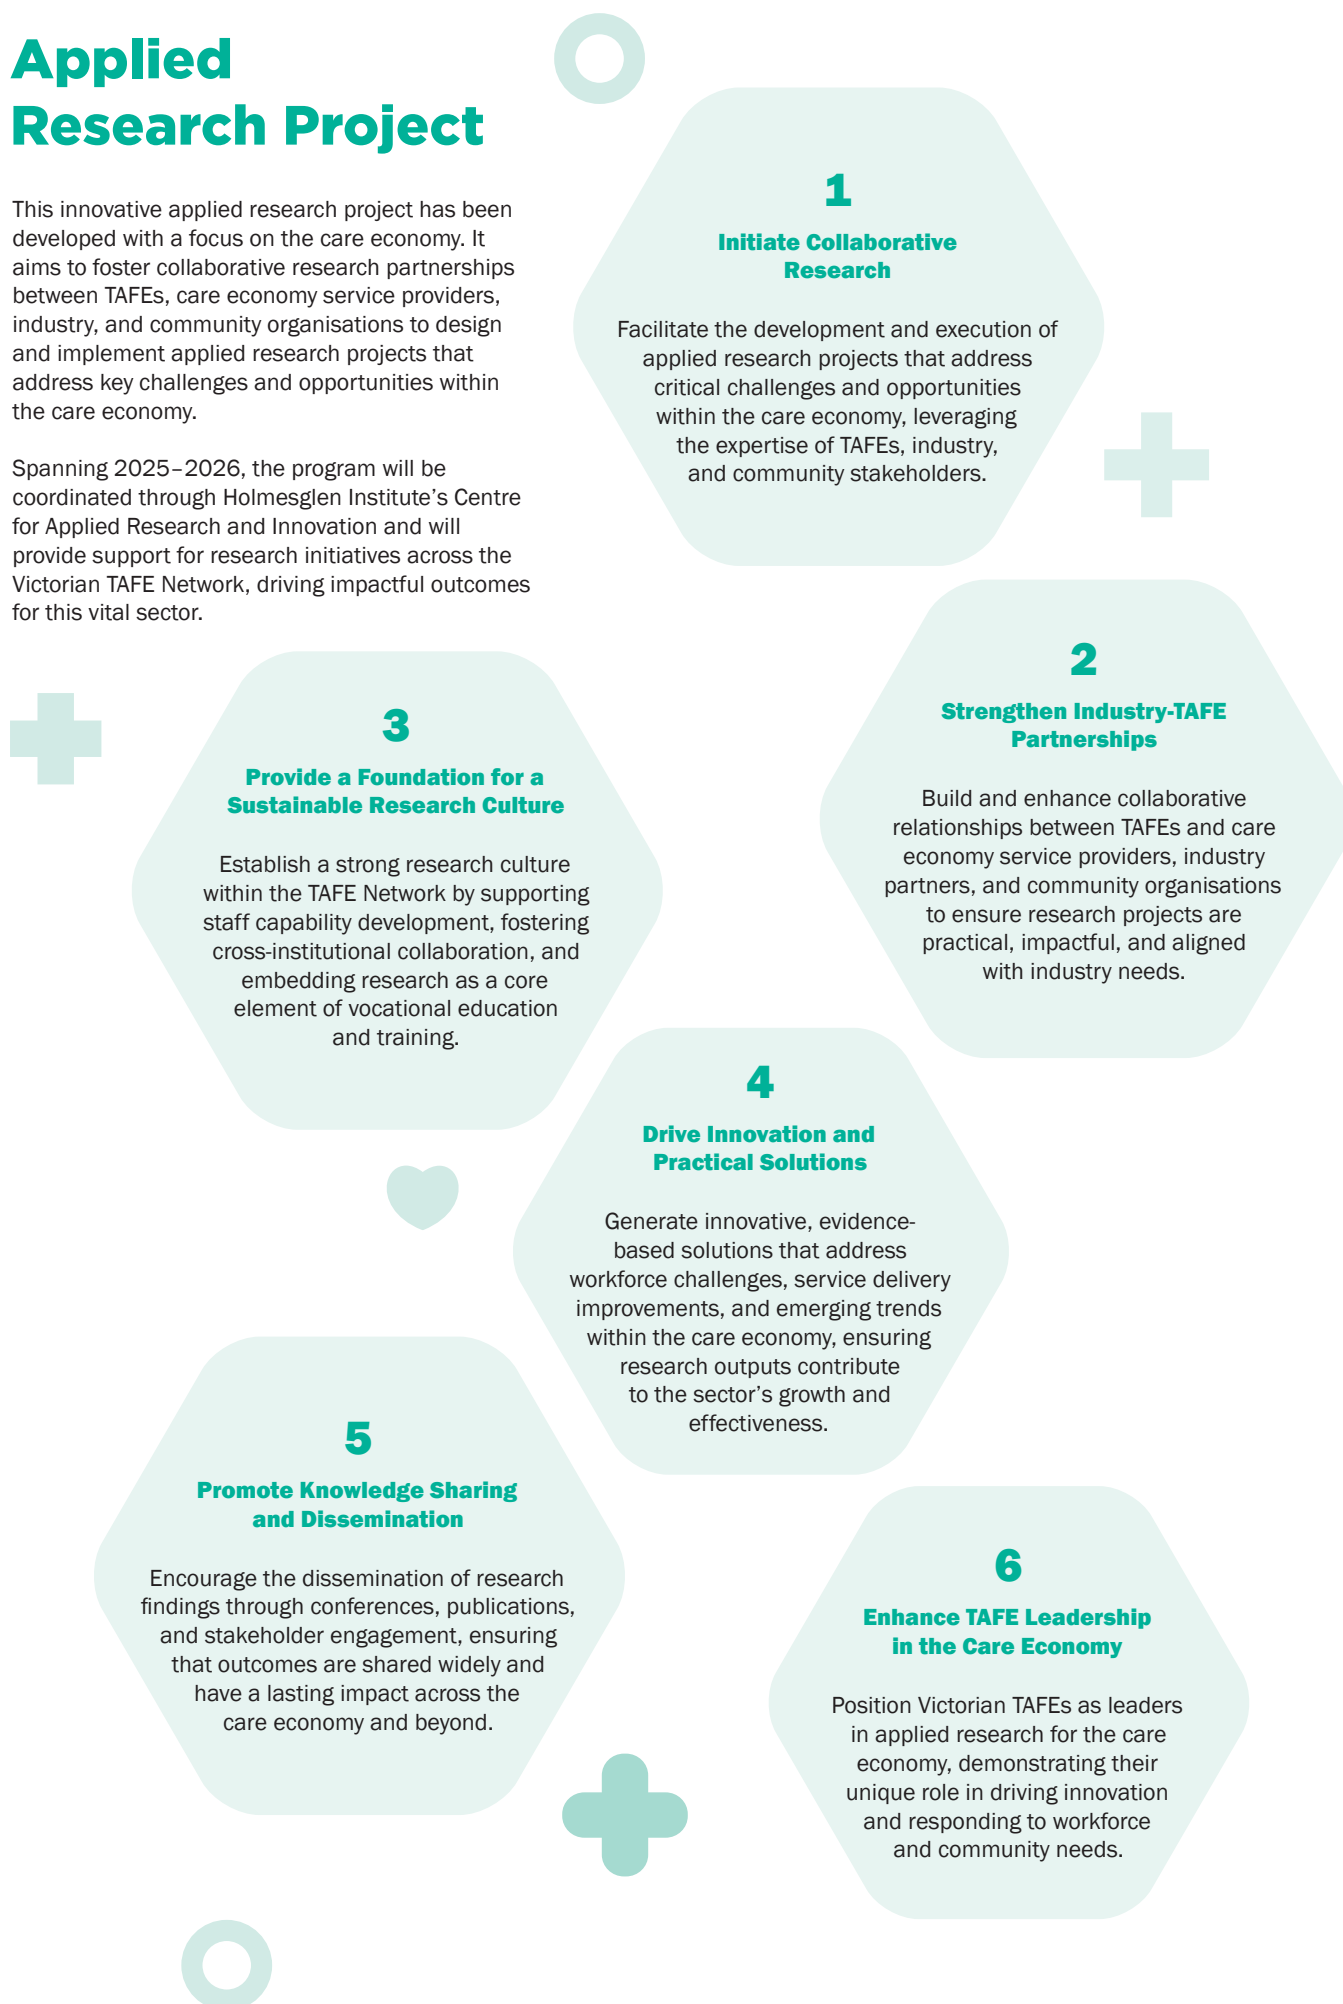 Applied
Research Project
This innovative applied research project has been
developed with a focus on the care economy. It
aims to foster collaborative research partnerships
between TAFEs, care economy service providers,
industry, and community organisations to design
and implement applied research projects that
address key challenges and opportunities within
the care economy.
Spanning 2025–2026, the program will be
coordinated through Holmesglen Institute’s Centre
for Applied Research and Innovation and will
provide support for research initiatives across the
Victorian TAFE Network, driving impactful outcomes
for this vital sector.
1
Initiate Collaborative
Research
Facilitate the development and execution of
applied research projects that address
critical challenges and opportunities
within the care economy, leveraging
the expertise of TAFEs, industry,
and community stakeholders.
2
Strengthen Industry-TAFE
Partnerships
Build and enhance collaborative
relationships between TAFEs and care
economy service providers, industry
partners, and community organisations
to ensure research projects are
practical, impactful, and aligned
with industry needs.
3
Provide a Foundation for a
Sustainable Research Culture
Establish a strong research culture
within the TAFE Network by supporting
staff capability development, fostering
cross-institutional collaboration, and
embedding research as a core
element of vocational education
and training.
4
Drive Innovation and
Practical Solutions
Generate innovative, evidence-
based solutions that address
workforce challenges, service delivery
improvements, and emerging trends
within the care economy, ensuring
research outputs contribute
to the sector’s growth and
effectiveness.
5
Promote Knowledge Sharing
and Dissemination
Encourage the dissemination of research
findings through conferences, publications,
and stakeholder engagement, ensuring
that outcomes are shared widely and
have a lasting impact across the
care economy and beyond.
6
Enhance TAFE Leadership
in the Care Economy
Position Victorian TAFEs as leaders
in applied research for the care
economy, demonstrating their
unique role in driving innovation
and responding to workforce
and community needs.